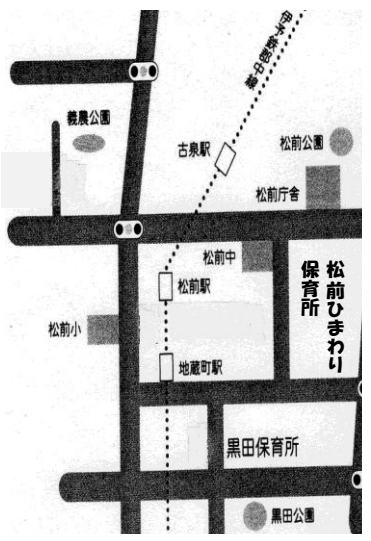 伊予鉄郡中線
義農公園
古泉駅
松前公園
松前庁舎
松前中
松前駅
松前ひまわり
保育所
松前小
地蔵町駅
黒田保育所
黒田公園